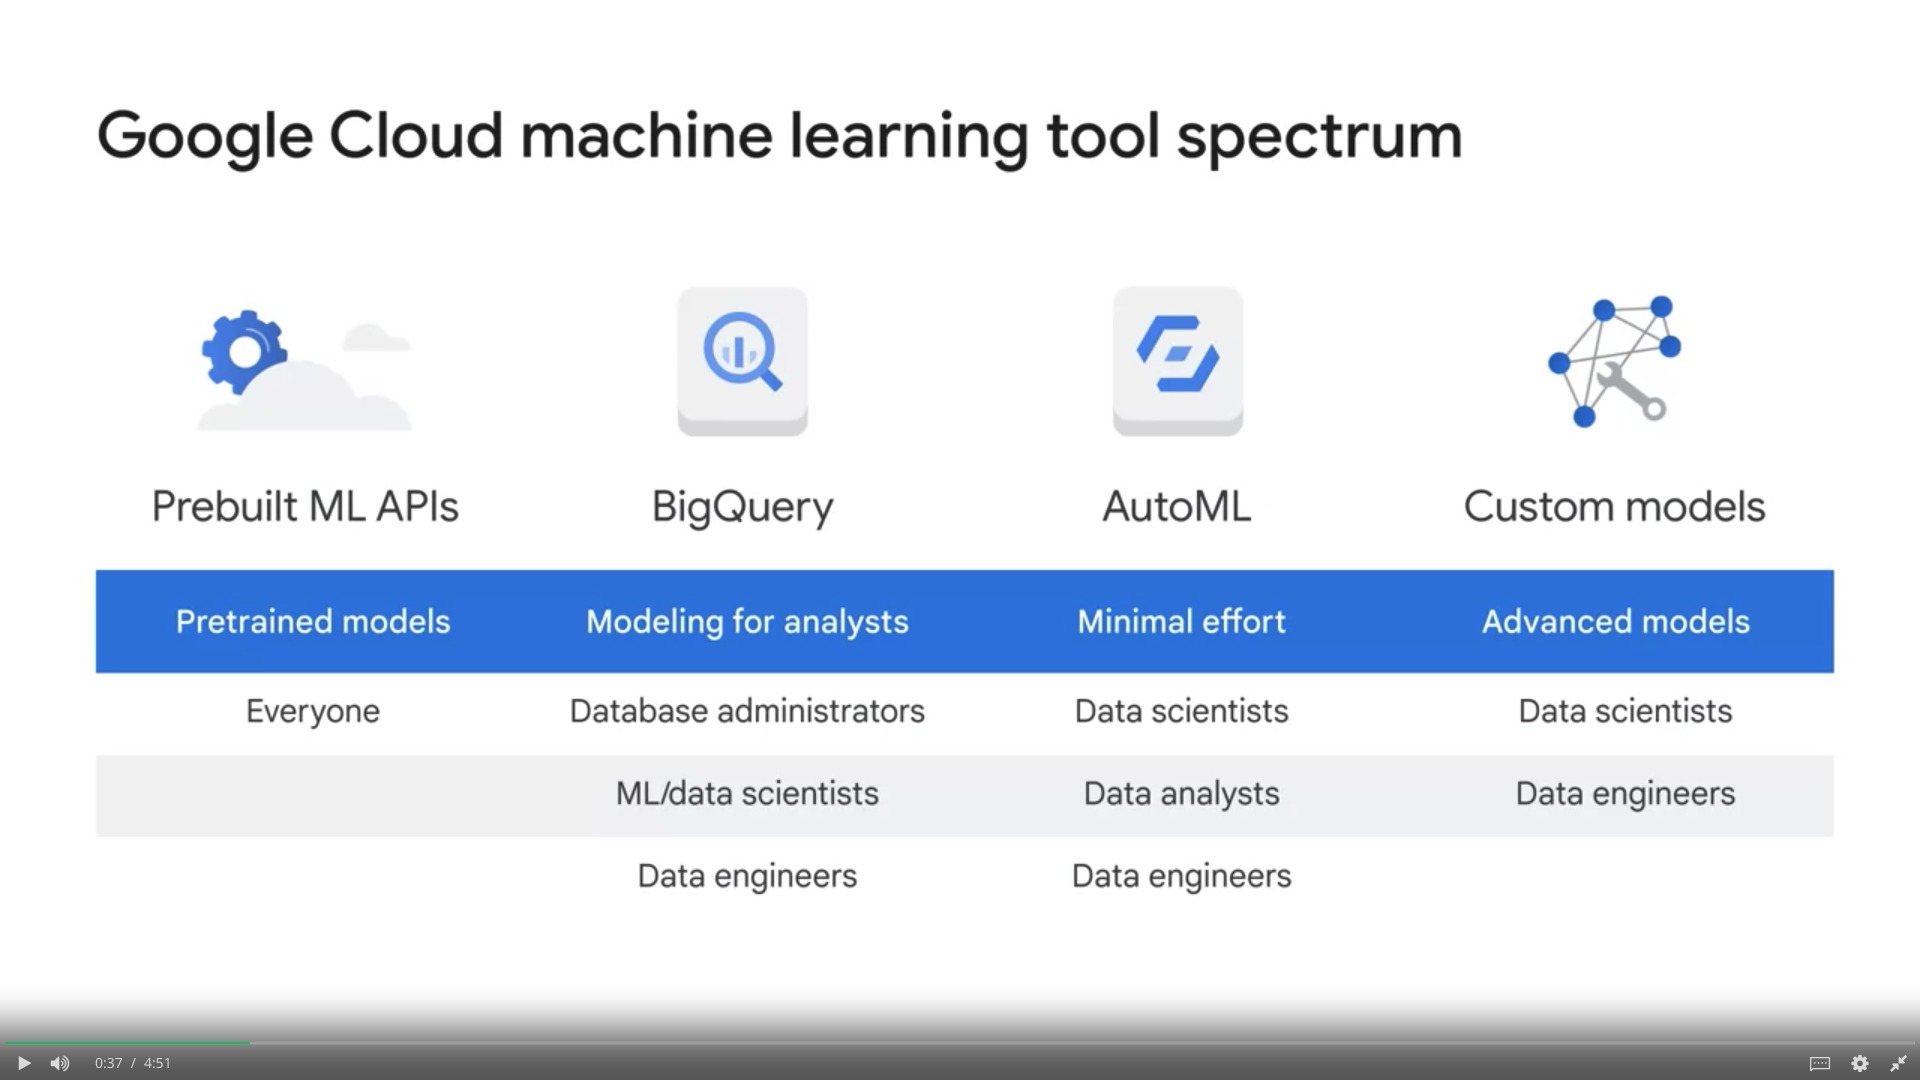 Google Cloud machine learning tool spectrum
Prebuilt ML APIs BigQuery AutoML Custom models
Pretrained models Modeling for analysts Minimal effort Advanced models
Everyone Database administrators Data scientists Data scientists
ML/data scientists Data analysts Data engineers
Data engineers Data engineers
0:37 / 4:51